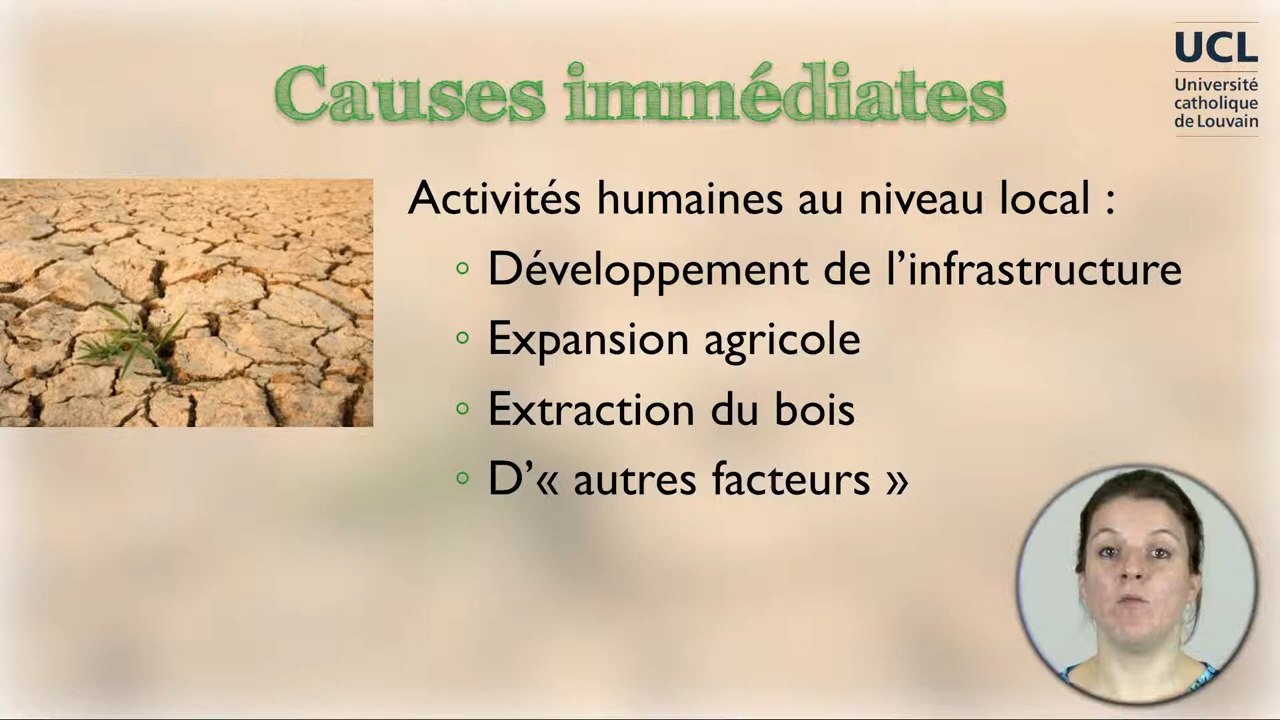 Causes immédiates
UCL
Université
catholique
de Louvain
Activités humaines au niveau local :
◦ Développement de l’infrastructure
◦ Expansion agricole
◦ Extraction du bois
◦ D’« autres facteurs »